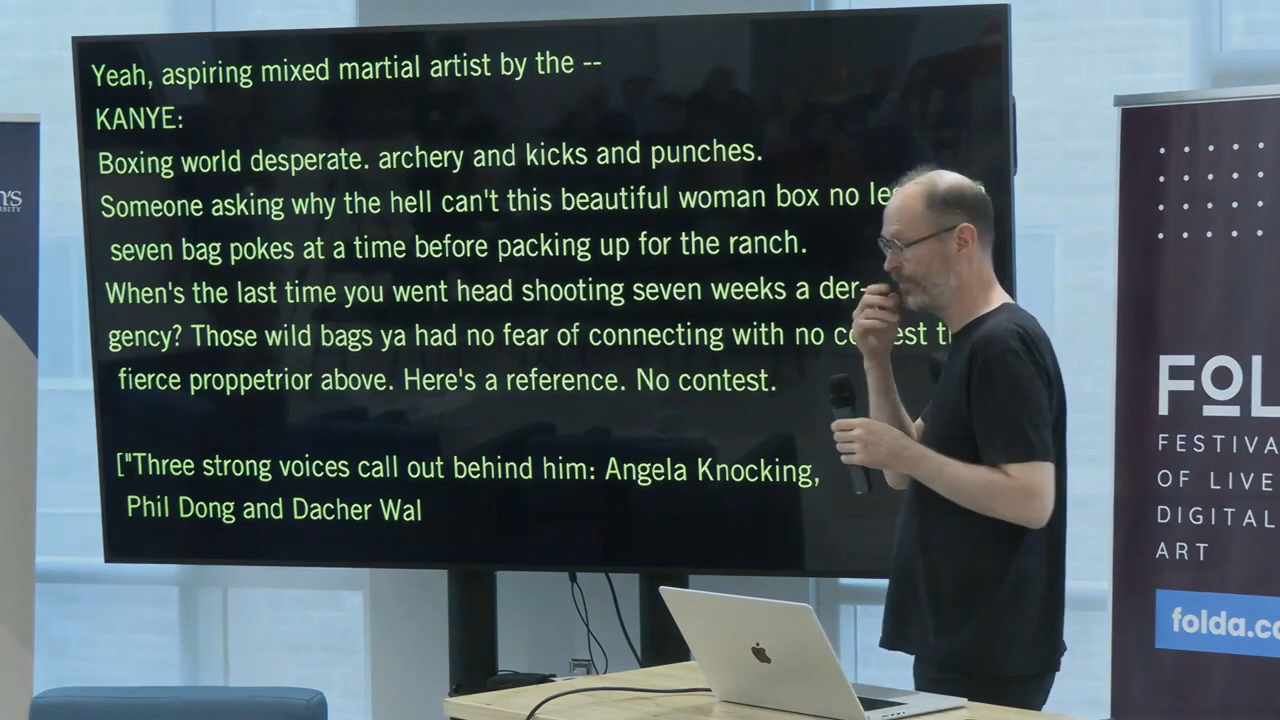 Yeah, aspiring mixed martial artist by the --
KANYE:
Boxing world desperate. archery and kicks and punches.
Someone asking why the hell can't this beautiful woman box no
seven bag pokes at a time before packing up for the ranch.
When's the last time you went head shooting seven weeks a der-
gency? Those wild bags ya had no fear of connecting with no
fierce proppetrior above. Here's a reference. No contest.
["Three strong voices call out behind him: Angela Knocking,
Phil Dong and Dacher Wal
FOL
FESTIVA
OF LIVE
DIGITAL
ART
folda.c